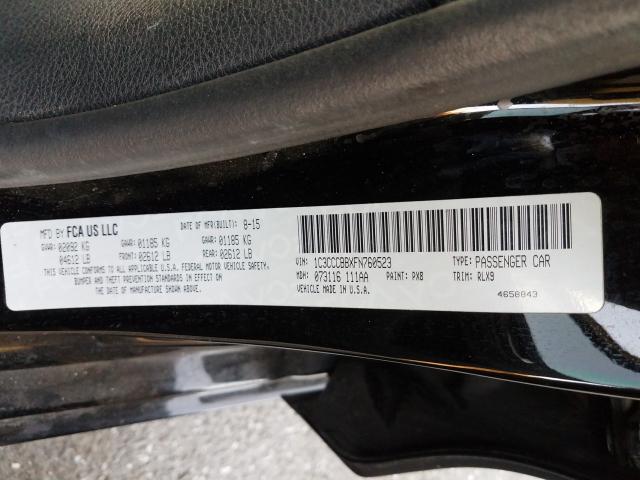 MFD BY FCA US LLC DATE OF MFR(BUILT): 8-15
GVWR: 02092 KG GAWR: 01185 KG GAWR: 01185 KG
04612 LB FRONT: 02612 LB REAR: 02612 LB
THIS VEHICLE CONFORMS TO ALL APPLICABLE U.S.A. FEDERAL MOTOR VEHICLE SAFETY,
BUMPER AND THEFT PREVENTION STANDARDS IN EFFECT ON
THE DATE OF MANUFACTURE SHOWN ABOVE.
VIN: 1C3CCCBBXFN760523 TYPE: PASSENGER CAR
MDH: 073116 111AA PAINT: PX8 TRIM: RLX9
VEHICLE MADE IN U.S.A. 4658843